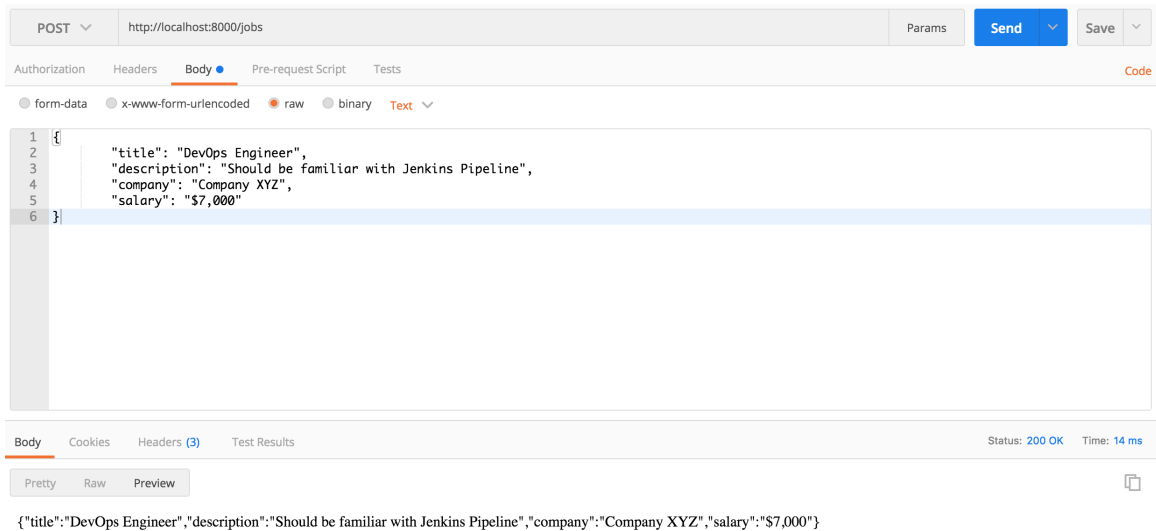 POST http://localhost:8000/jobs Params Send Save
Authorization Headers Body Pre-request Script Tests Code
form-data x-www-form-urlencoded raw binary Text
1 {
2 "title": "DevOps Engineer",
3 "description": "Should be familiar with Jenkins Pipeline",
4 "company": "Company XYZ",
5 "salary": "$7,000"
6 }
Body Cookies Headers (3) Test Results Status: 200 OK Time: 14 ms
Pretty Raw Preview
{"title":"DevOps Engineer","description":"Should be familiar with Jenkins Pipeline","company":"Company XYZ","salary":"$7,000"}